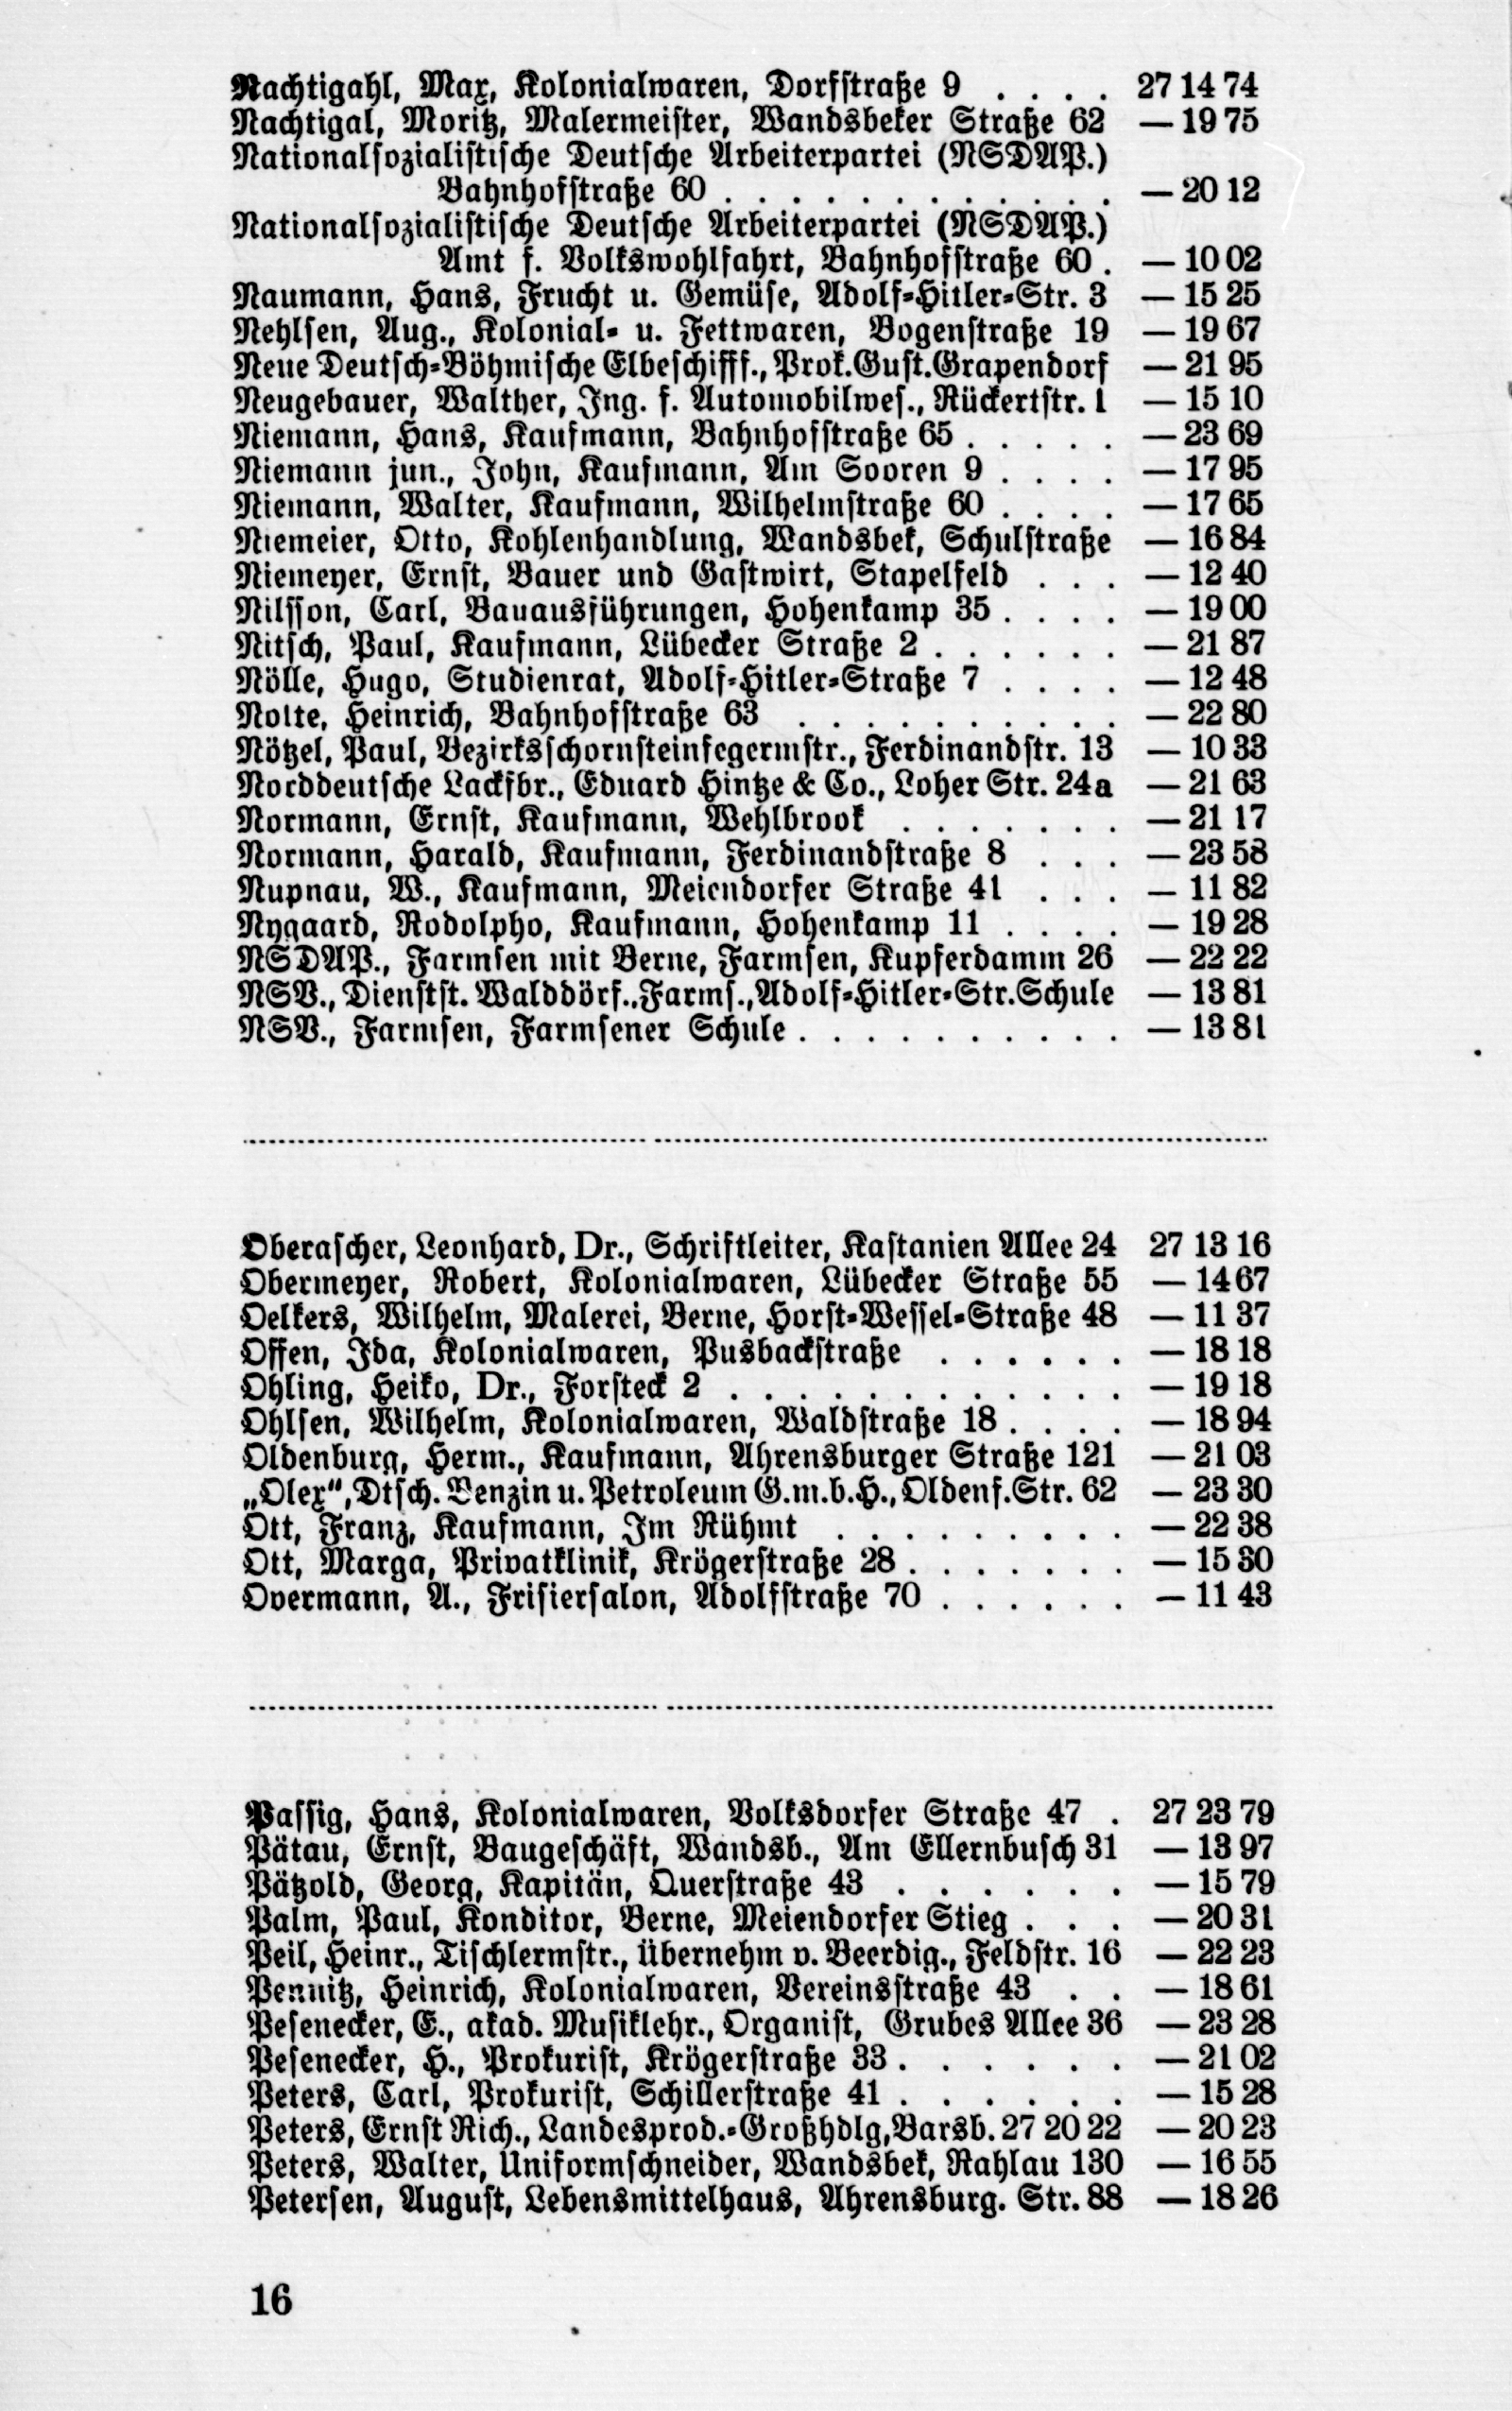 Nachtigahl, Max, Kolonialwaren, Dorfstraße 9 . . . . 27 14 74
Nachtigal, Moritz, Malermeister, Wandsbeker Straße 62 — 19 75
Nationalsozialistische Deutsche Arbeiterpartei (NSDAP.)
Bahnhofstraße 60 . . . . . . . . . . . . — 20 12
Nationalsozialistische Deutsche Arbeiterpartei (NSDAP.)
Amt f. Volkswohlfahrt, Bahnhofstraße 60 . — 10 02
Naumann, Hans, Frucht u. Gemüse, Adolf-Hitler-Str. 3 — 15 25
Nehlsen, Aug., Kolonial- u. Fettwaren, Bogenstraße 19 — 19 67
Neue Deutsch-Böhmische Elbeschifff., Prok. Gust. Grapendorf — 21 95
Neugebauer, Walther, Ing. f. Automobilwes., Rückertstr. 1 — 15 10
Niemann, Hans, Kaufmann, Bahnhofstraße 65 . . . . . — 23 69
Niemann jun., John, Kaufmann, Am Sooren 9 . . . . — 17 95
Niemann, Walter, Kaufmann, Wilhelmstraße 60 . . . . — 17 65
Niemeier, Otto, Kohlenhandlung, Wandsbek, Schulstraße — 16 84
Niemeyer, Ernst, Bauer und Gastwirt, Stapelfeld . . . — 12 40
Nilsson, Carl, Bauausführungen, Hohenkamp 35 . . . . — 19 00
Nitsch, Paul, Kaufmann, Lübecker Straße 2 . . . . . . — 21 87
Nölle, Hugo, Studienrat, Adolf-Hitler-Straße 7 . . . . — 12 48
Nolte, Heinrich, Bahnhofstraße 63 . . . . . . . . . . — 22 80
Nötzel, Paul, Bezirksschornsteinfegermstr., Ferdinandstr. 13 — 10 33
Norddeutsche Lackfbr., Eduard Hintze & Co., Loher Str. 24a — 21 63
Normann, Ernst, Kaufmann, Wehlbrook . . . . . . . — 21 17
Normann, Harald, Kaufmann, Ferdinandstraße 8 . . . — 23 58
Nupnau, W., Kaufmann, Meiendorfer Straße 41 . . . — 11 82
Nygaard, Rodolpho, Kaufmann, Hohenkamp 11 . . . . — 19 28
NSDAP., Farmsen mit Berne, Farmsen, Kupferdamm 26 — 22 22
NSV., Dienstst. Walddörf., Farms., Adolf-Hitler-Str. Schule — 13 81
NSV., Farmsen, Farmsener Schule . . . . . . . . . . — 13 81
Oberascher, Leonhard, Dr., Schriftleiter, Kastanien Allee 24 27 13 16
Obermeyer, Robert, Kolonialwaren, Lübecker Straße 55 — 14 67
Oelkers, Wilhelm, Malerei, Berne, Horst-Wessel-Straße 48 — 11 37
Offen, Ida, Kolonialwaren, Pusbackstraße . . . . . . — 18 18
Ohling, Heiko, Dr., Forsteck 2 . . . . . . . . . . . . — 19 18
Ohlsen, Wilhelm, Kolonialwaren, Waldstraße 18 . . . . — 18 94
Oldenburg, Herm., Kaufmann, Ahrensburger Straße 121 — 21 03
„Olex“, Dtsch. Benzin u. Petroleum G.m.b.H., Oldenf. Str. 62 — 23 30
Ott, Franz, Kaufmann, Im Rühmt . . . . . . . . . — 22 38
Ott, Marga, Privatklinik, Krögerstraße 28 . . . . . . . — 15 30
Overmann, A., Frisiersalon, Adolfstraße 70 . . . . . . — 11 43
Passig, Hans, Kolonialwaren, Volksdorfer Straße 47 . 27 23 79
Pätau, Ernst, Baugeschäft, Wandsb., Am Ellernbusch 31 — 13 97
Pätzold, Georg, Kapitän, Querstraße 43 . . . . . . . — 15 79
Palm, Paul, Konditor, Berne, Meiendorfer Stieg . . . — 20 31
Peil, Heinr., Tischlermstr., übernehm v. Beerdig., Feldstr. 16 — 22 23
Pennitz, Heinrich, Kolonialwaren, Vereinsstraße 43 . . — 18 61
Pesenecker, E., akad. Musiklehr., Organist, Grubes Allee 36 — 23 28
Pesenecker, H., Prokurist, Krögerstraße 33 . . . . . . . — 21 02
Peters, Carl, Prokurist, Schillerstraße 41 . . . . . . . — 15 28
Peters, Ernst Rich., Landesprod.-Großhdlg, Barsb. 27 20 22 — 20 23
Peters, Walter, Uniformschneider, Wandsbek, Rahlau 130 — 16 55
Petersen, August, Lebensmittelhaus, Ahrensburg. Str. 88 — 18 26
16